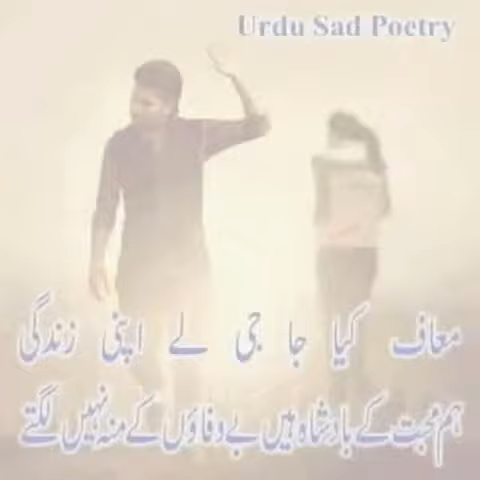 Urdu Sad Poetry
معاف کیا جا جی لے اپنی زندگی
ہم محبت کے بادشاہ ہیں بے وفاؤں کے منہ نہیں لگتے